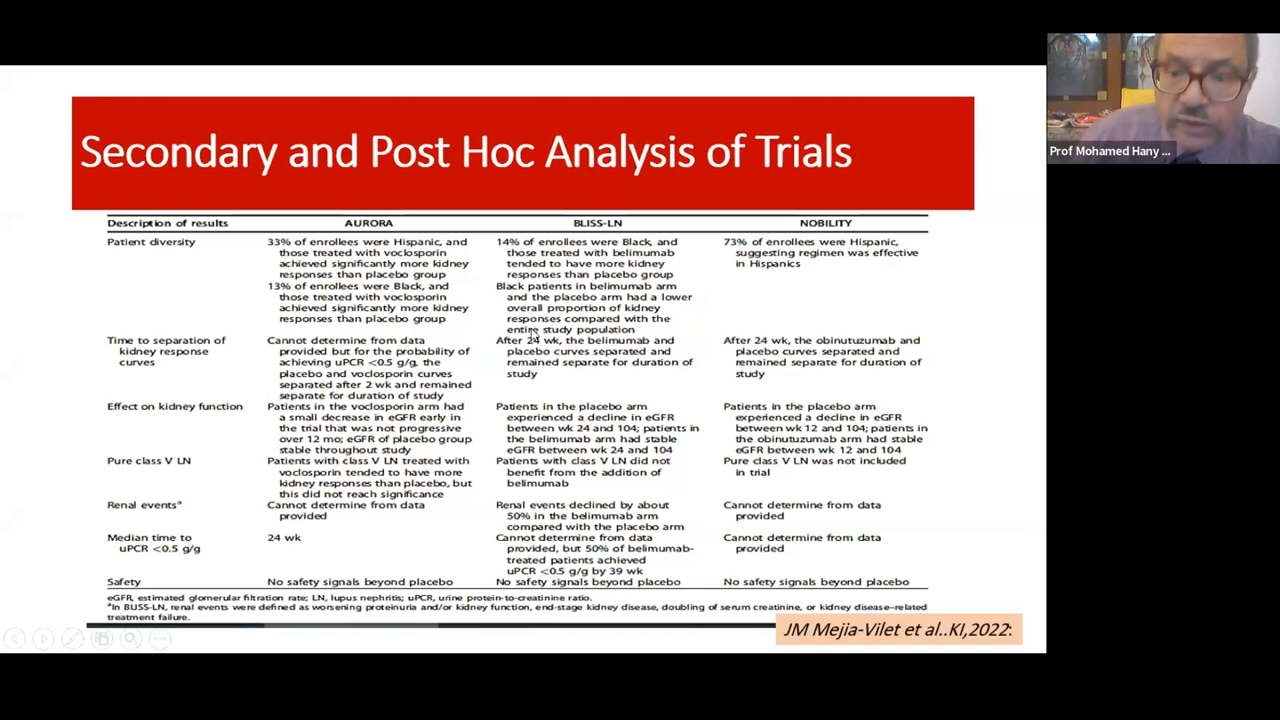 Secondary and Post Hoc Analysis of Trials
Prof Mohamed Hany ...
Description of results
AURORA
BLISS-LN
NOBILITY
Patient diversity
33% of enrollees were Hispanic, and
those treated with voclosporin
achieved significantly more kidney
responses than placebo group
13% of enrollees were Black, and
those treated with voclosporin
achieved significantly more kidney
responses than placebo group
14% of enrollees were Black, and
those treated with belimumab
tended to have more kidney
responses than placebo group
Black patients in belimumab arm
and the placebo arm had a lower
overall proportion of kidney
responses compared with the
entire study population
73% of enrollees were Hispanic,
suggesting regimen was effective
in Hispanics
Time to separation of
kidney response
curves
Cannot determine from data
provided but for the probability of
achieving uPCR <0.5 g/g, the
placebo and voclosporin curves
separated after 2 wk and remained
separate for duration of study
After 24 wk, the belimumab and
placebo curves separated and
remained separate for duration of
study
After 24 wk, the obinutuzumab and
placebo curves separated and
remained separate for duration of
study
Effect on kidney function
Patients in the voclosporin arm had
a small decrease in eGFR early in
the trial that was not progressive
over 12 mo; eGFR of placebo group
stable throughout study
Patients in the placebo arm
experienced a decline in eGFR
between wk 24 and 104; patients in
the belimumab arm had stable
eGFR between wk 24 and 104
Patients in the placebo arm
experienced a decline in eGFR
between wk 12 and 104; patients in
the obinutuzumab arm had stable
eGFR between wk 12 and 104
Pure class V LN
Patients with class V LN treated with
voclosporin tended to have more
kidney responses than placebo, but
this did not reach significance
Patients with class V LN did not
benefit from the addition of
belimumab
Pure class V LN was not included
in trial
Renal eventsᵃ
Cannot determine from data
provided
Renal events declined by about
50% in the belimumab arm
compared with the placebo arm
Cannot determine from data
provided
Median time to
uPCR <0.5 g/g
24 wk
Cannot determine from data
provided, but 50% of belimumab-
treated patients achieved
uPCR <0.5 g/g by 39 wk
Cannot determine from data
provided
Safety
No safety signals beyond placebo
No safety signals beyond placebo
No safety signals beyond placebo
eGFR, estimated glomerular filtration rate; LN, lupus nephritis; uPCR, urine protein-to-creatinine ratio.
ᵃIn BLISS-LN, renal events were defined as worsening proteinuria and/or kidney function, end-stage kidney disease, doubling of serum creatinine, or kidney disease–related
treatment failure.
JM Mejia-Vilet et al..KI,2022: